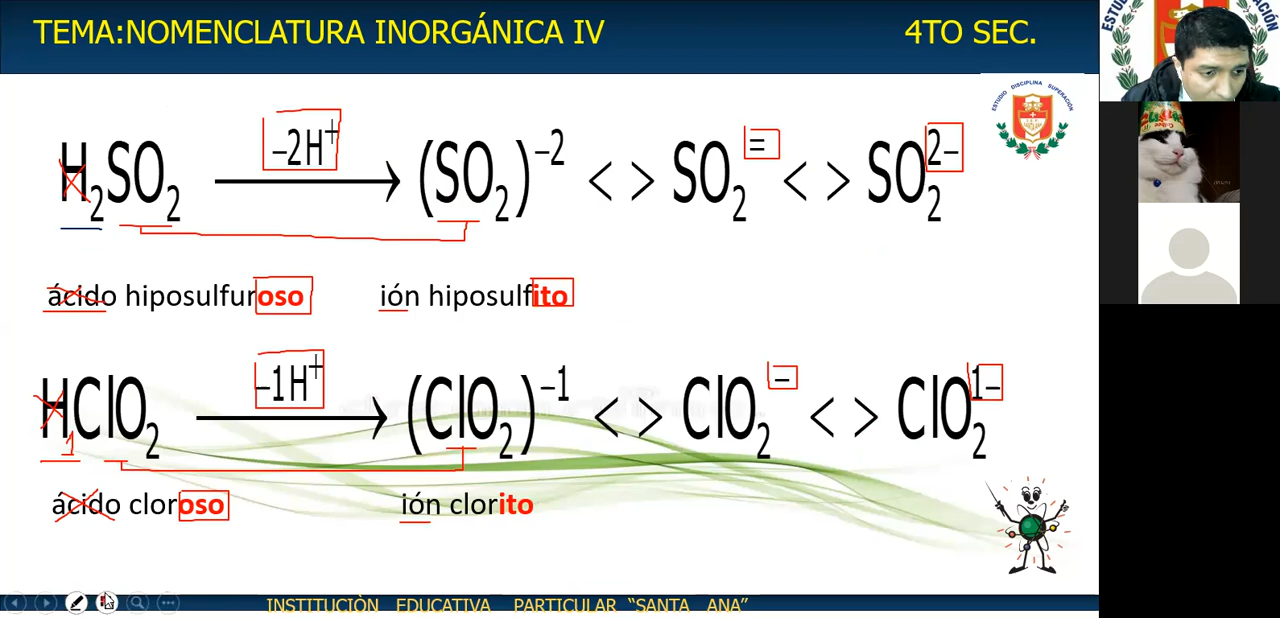 TEMA:NOMENCLATURA INORGÁNICA IV 4TO SEC.
ESTUDIO DISCIPLINA SUPERACIÓN
H₂SO₂ –2H⁺ → (SO₂)⁻² < > SO₂⁼ < > SO₂²⁻
ácido hiposulfuroso ión hiposulfito
H₁ClO₂ –1H⁺ → (ClO₂)⁻¹ < > ClO₂⁻ < > ClO₂¹⁻
ácido cloroso ión clorito
INSTITUCIÒN EDUCATIVA PARTICULAR “SANTA ANA”